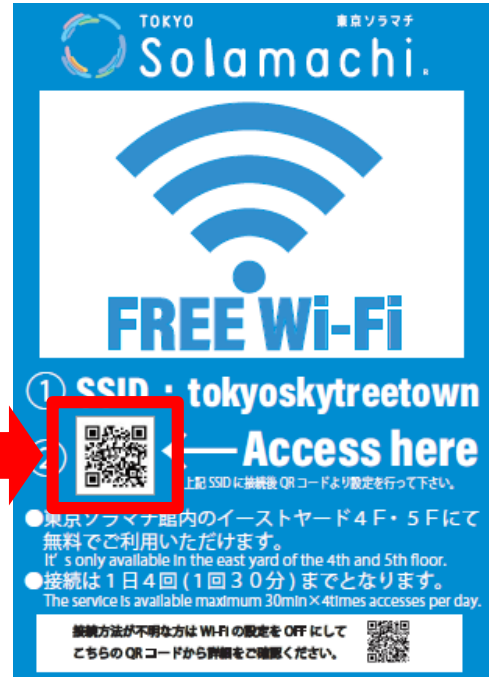 TOKYO 東京ソラマチ
Solamachi.
FREE Wi-Fi
① SSID : tokyoskytreetown
② Access here
上記 SSID に接続後 QR コードより設定を行って下さい。
●東京ソラマチ館内のイーストヤード4F・5Fにて
無料でご利用いただけます。
It's only available in the east yard of the 4th and 5th floor.
●接続は1日4回(1回30分)までとなります。
The service is available maximum 30min×4times accesses per day.
接続方法が不明な方は Wi-Fi の設定を OFF にして
こちらの QR コードから詳細をご確認ください。